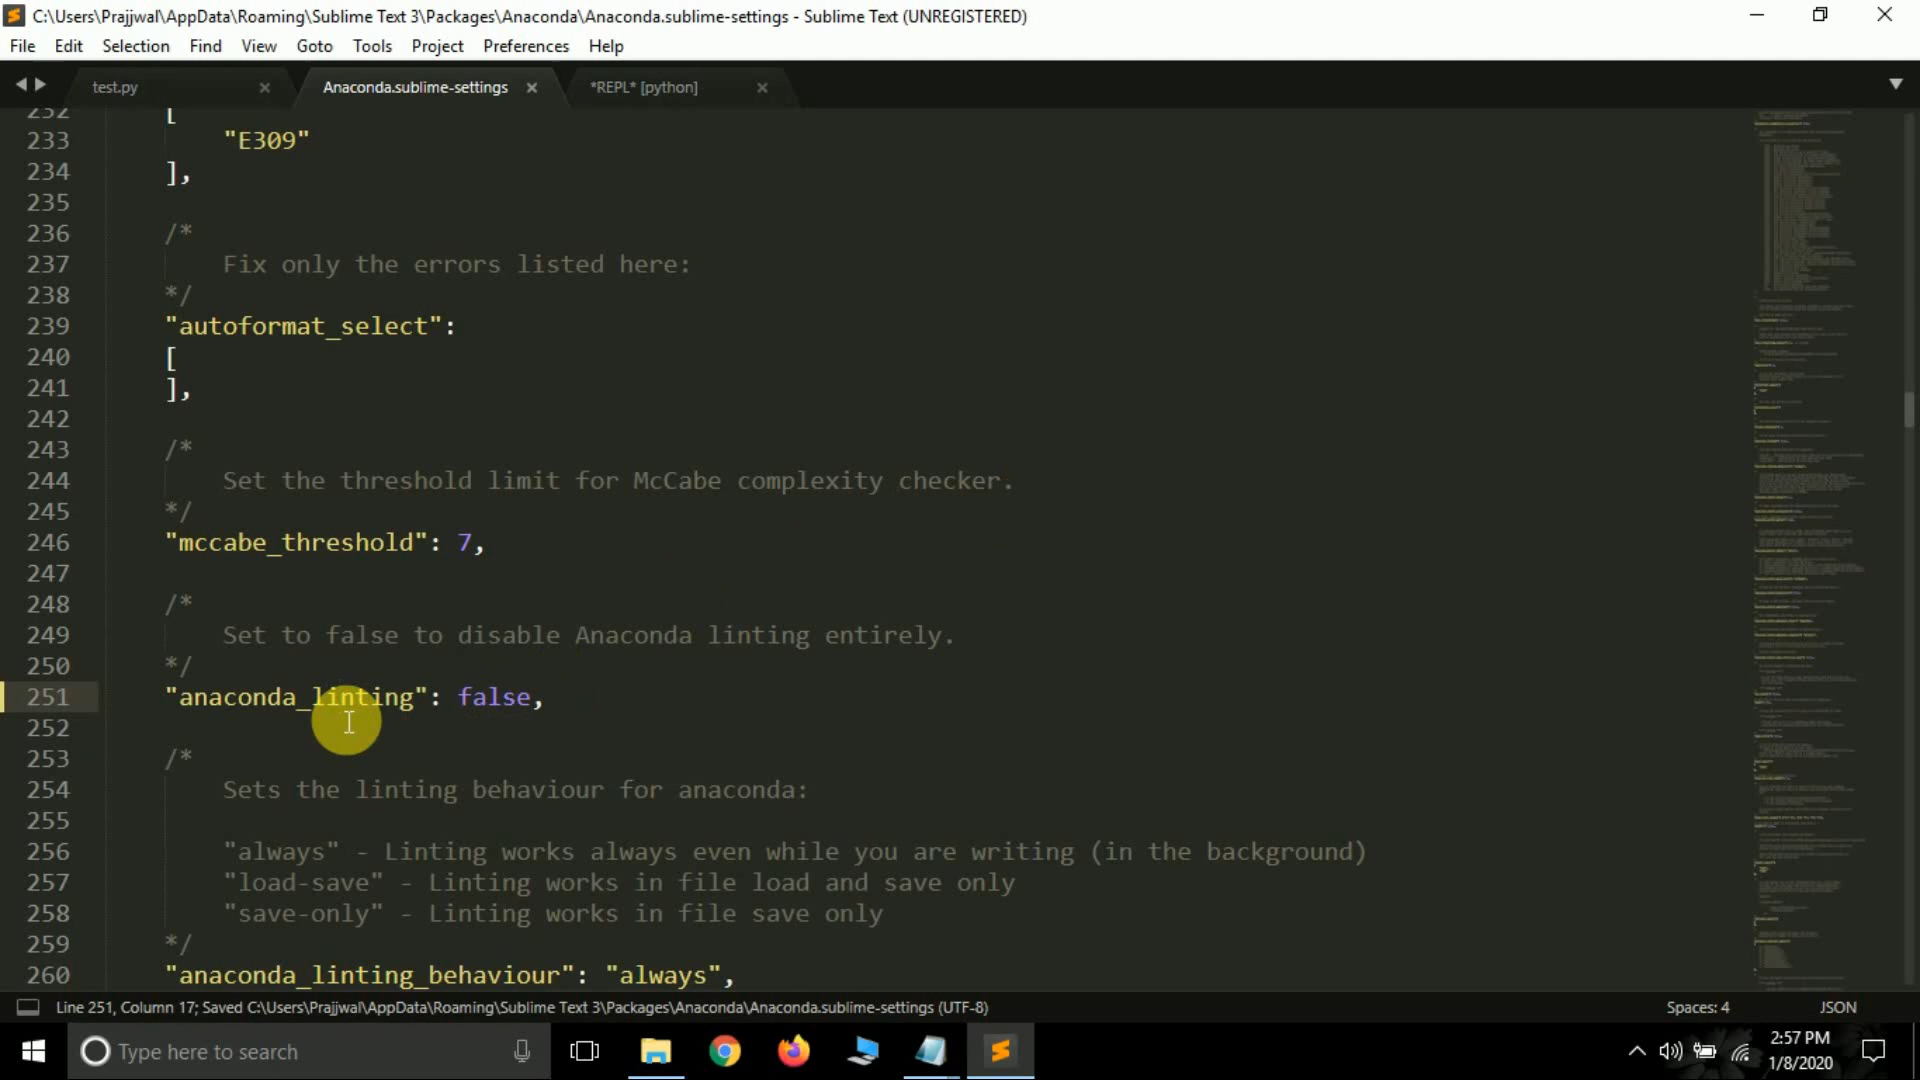 C:\Users\Prajjwal\AppData\Roaming\Sublime Text 3\Packages\Anaconda\Anaconda.sublime-settings - Sublime Text (UNREGISTERED)
File Edit Selection Find View Goto Tools Project Preferences Help
test.py Anaconda.sublime-settings *REPL* [python]
232 [
233 "E309"
234 ],
235
236 /*
237 Fix only the errors listed here:
238 */
239 "autoformat_select":
240 [
241 ],
242
243 /*
244 Set the threshold limit for McCabe complexity checker.
245 */
246 "mccabe_threshold": 7,
247
248 /*
249 Set to false to disable Anaconda linting entirely.
250 */
251 "anaconda_linting": false,
252
253 /*
254 Sets the linting behaviour for anaconda:
255
256 "always" - Linting works always even while you are writing (in the background)
257 "load-save" - Linting works in file load and save only
258 "save-only" - Linting works in file save only
259 */
260 "anaconda_linting_behaviour": "always",
Line 251, Column 17; Saved C:\Users\Prajjwal\AppData\Roaming\Sublime Text 3\Packages\Anaconda\Anaconda.sublime-settings (UTF-8) Spaces: 4 JSON
Type here to search
2:57 PM
1/8/2020